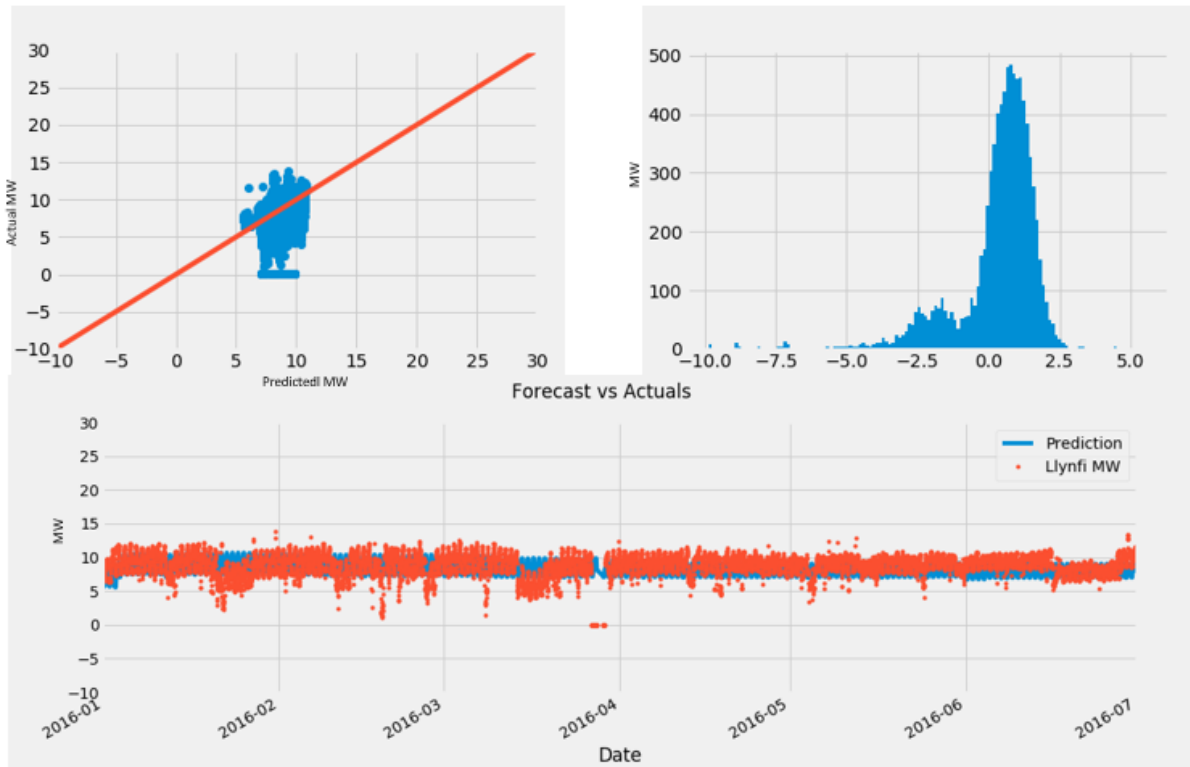 30
25
20
15
10
5
0
−5
−10
Actual MW
−10 −5 0 5 10 15 20 25 30
Predictedl MW
500
400
300
200
100
0
MW
−10.0 −7.5 −5.0 −2.5 0.0 2.5 5.0
Forecast vs Actuals
30
25
20
15
10
5
0
−5
−10
MW
Prediction
Llynfi MW
2016-01 2016-02 2016-03 2016-04 2016-05 2016-06 2016-07
Date